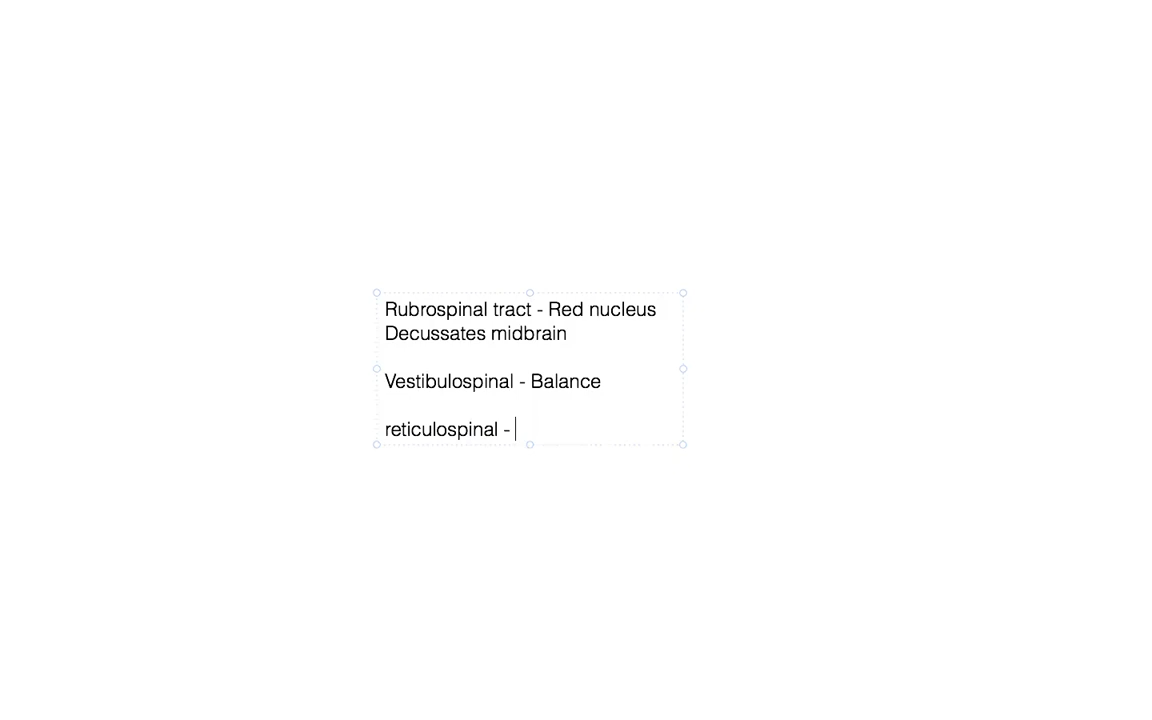 Rubrospinal tract - Red nucleus
Decussates midbrain
Vestibulospinal - Balance
reticulospinal -